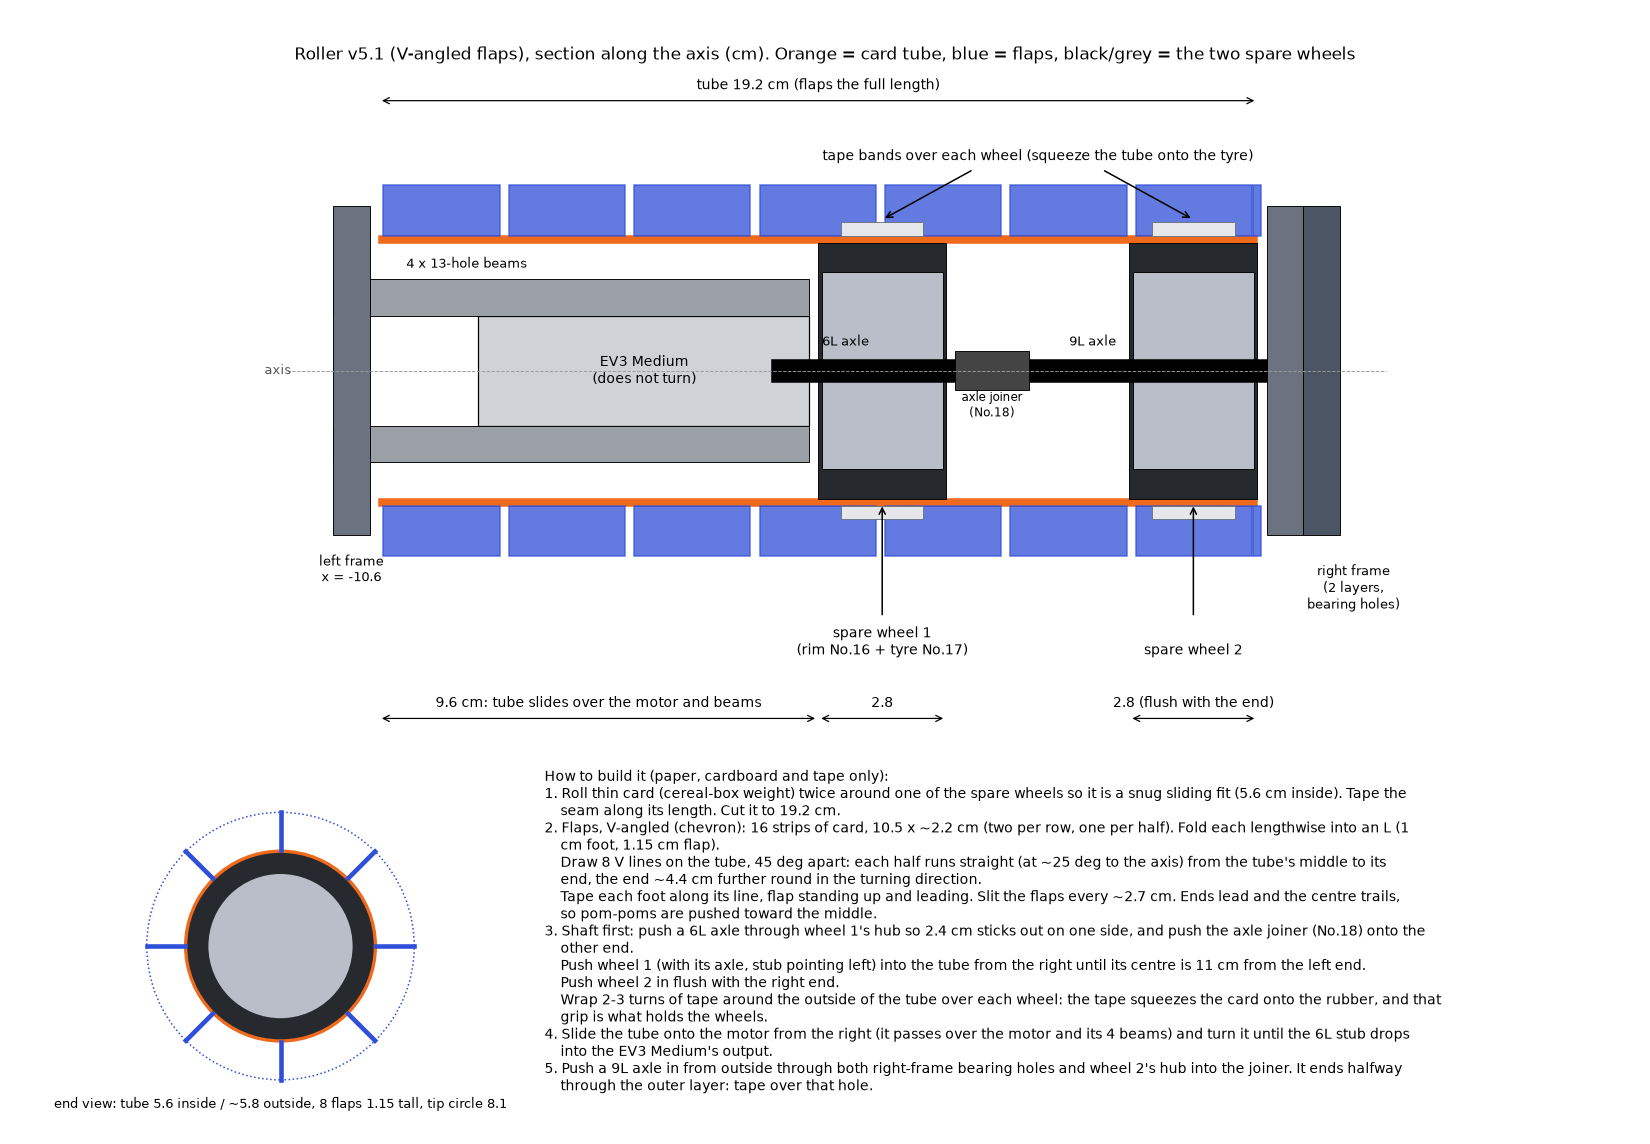 Roller v5.1 (V-angled flaps), section along the axis (cm). Orange = card tube, blue = flaps, black/grey = the two spare wheels
tube 19.2 cm (flaps the full length)
tape bands over each wheel (squeeze the tube onto the tyre)
4 x 13-hole beams
6L axle
9L axle
EV3 Medium
(does not turn)
axis
axle joiner
(No.18)
left frame
x = -10.6
right frame
(2 layers,
bearing holes)
spare wheel 1
(rim No.16 + tyre No.17)
spare wheel 2
9.6 cm: tube slides over the motor and beams
2.8
2.8 (flush with the end)
How to build it (paper, cardboard and tape only):
1. Roll thin card (cereal-box weight) twice around one of the spare wheels so it is a snug sliding fit (5.6 cm inside). Tape the
seam along its length. Cut it to 19.2 cm.
2. Flaps, V-angled (chevron): 16 strips of card, 10.5 x ~2.2 cm (two per row, one per half). Fold each lengthwise into an L (1
cm foot, 1.15 cm flap).
Draw 8 V lines on the tube, 45 deg apart: each half runs straight (at ~25 deg to the axis) from the tube's middle to its
end, the end ~4.4 cm further round in the turning direction.
Tape each foot along its line, flap standing up and leading. Slit the flaps every ~2.7 cm. Ends lead and the centre trails,
so pom-poms are pushed toward the middle.
3. Shaft first: push a 6L axle through wheel 1's hub so 2.4 cm sticks out on one side, and push the axle joiner (No.18) onto the
other end.
Push wheel 1 (with its axle, stub pointing left) into the tube from the right until its centre is 11 cm from the left end.
Push wheel 2 in flush with the right end.
Wrap 2-3 turns of tape around the outside of the tube over each wheel: the tape squeezes the card onto the rubber, and that
grip is what holds the wheels.
4. Slide the tube onto the motor from the right (it passes over the motor and its 4 beams) and turn it until the 6L stub drops
into the EV3 Medium's output.
5. Push a 9L axle in from outside through both right-frame bearing holes and wheel 2's hub into the joiner. It ends halfway
through the outer layer: tape over that hole.
end view: tube 5.6 inside / ~5.8 outside, 8 flaps 1.15 tall, tip circle 8.1